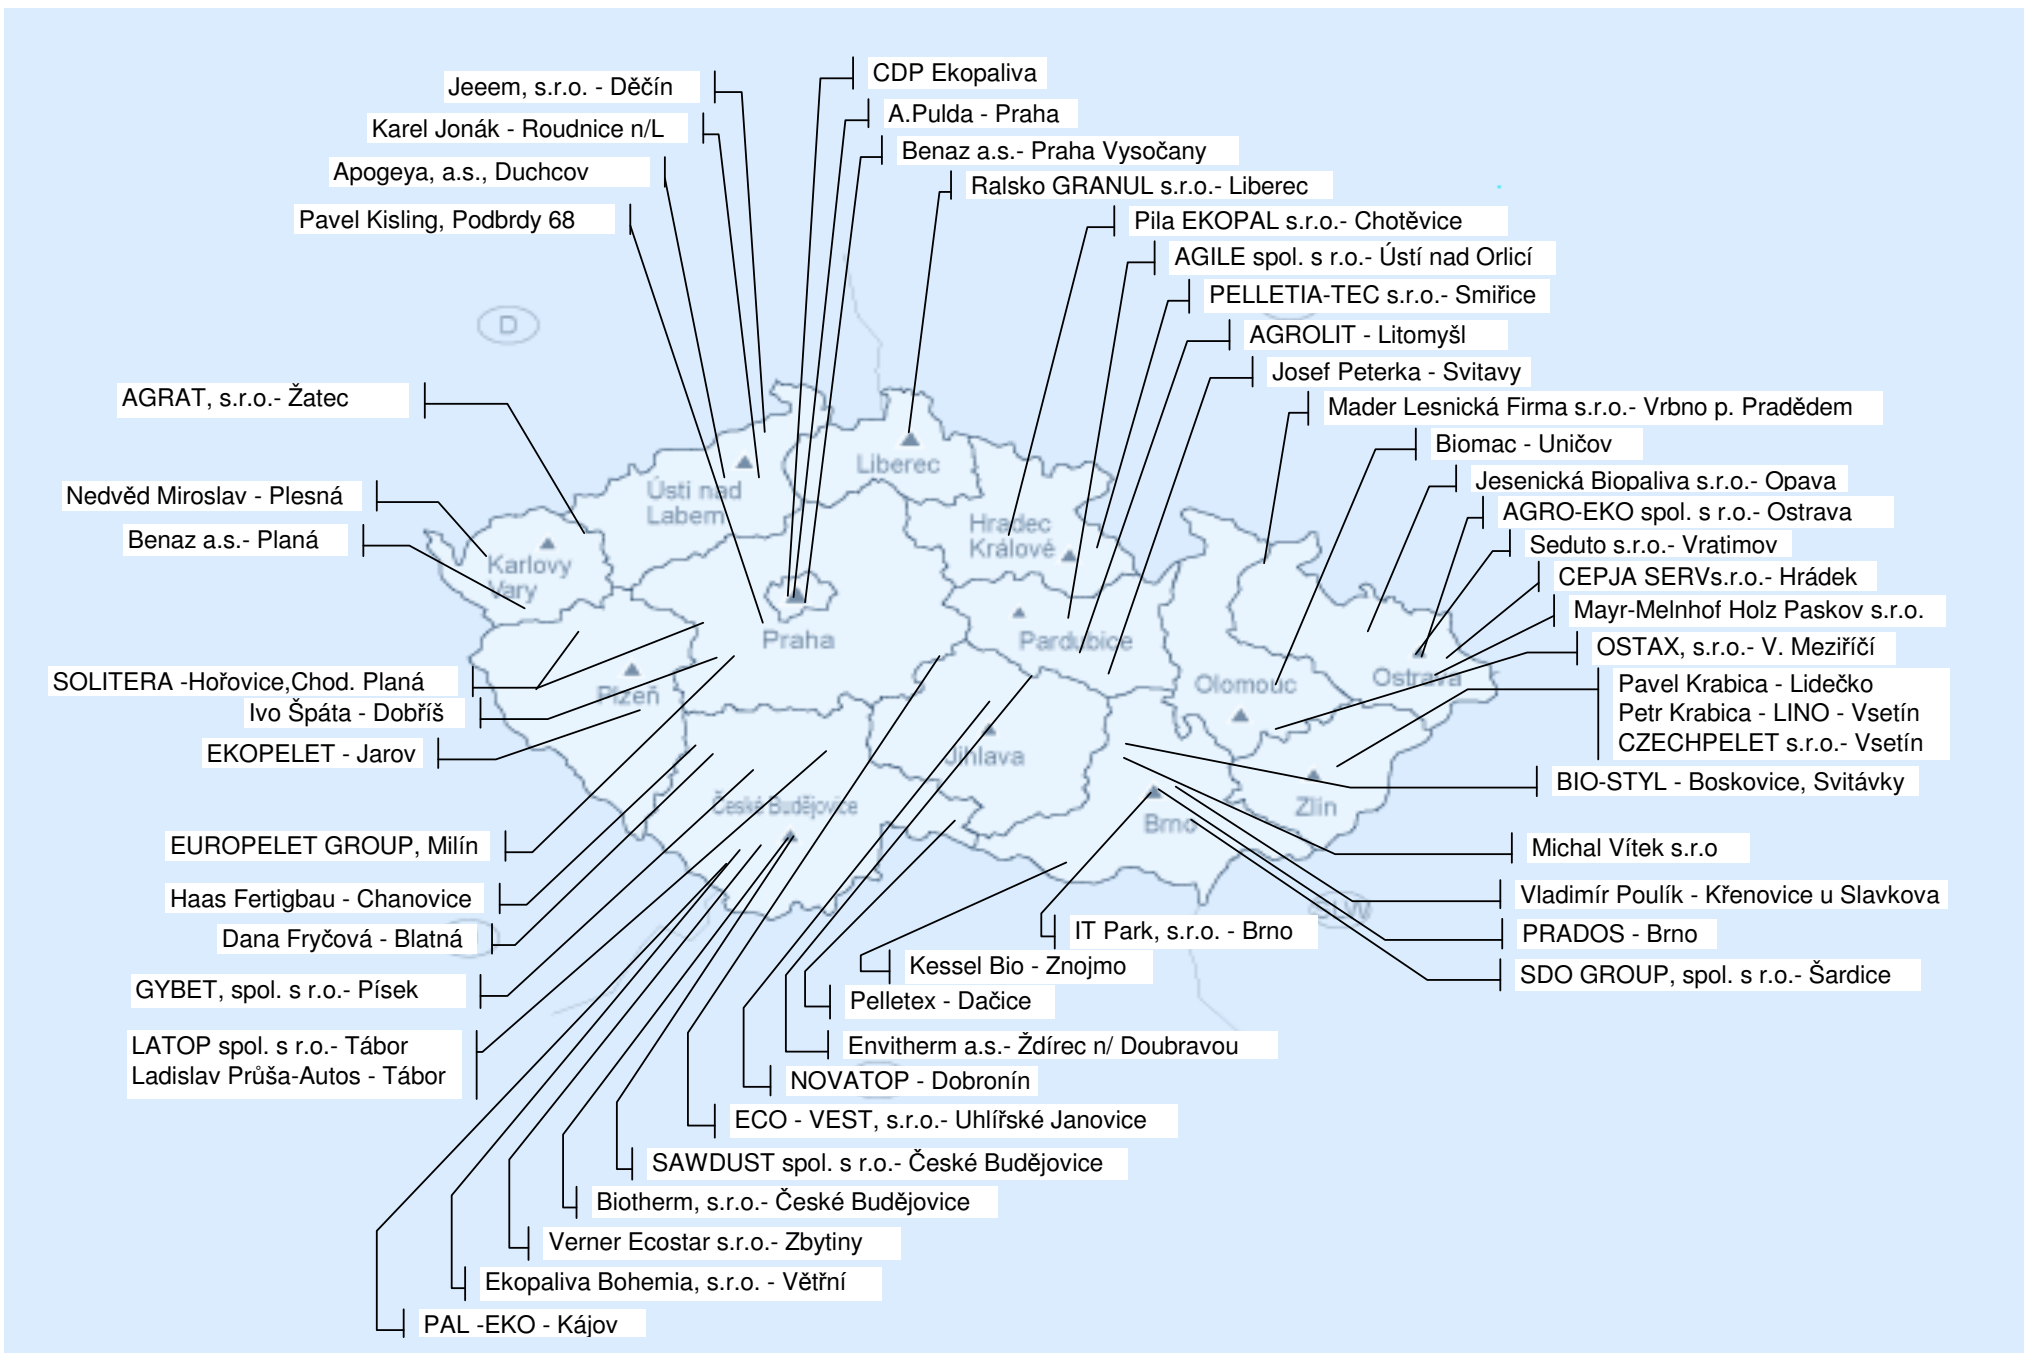 CDP Ekopaliva
Jeeem, s.r.o. - Děčín
A.Pulda - Praha
Karel Jonák - Roudnice n/L
Benaz a.s.- Praha Vysočany
Apogeya, a.s., Duchcov
Ralsko GRANUL s.r.o.- Liberec
Pavel Kisling, Podbrdy 68
Pila EKOPAL s.r.o.- Chotěvice
AGILE spol. s r.o.- Ústí nad Orlicí
PELLETIA-TEC s.r.o.- Smiřice
D
AGROLIT - Litomyšl
Josef Peterka - Svitavy
AGRAT, s.r.o.- Žatec
Mader Lesnická Firma s.r.o.- Vrbno p. Pradědem
Biomac - Uničov
Liberec
Jesenická Biopaliva s.r.o.- Opava
Nedvěd Miroslav - Plesná
Ústí nad
Labem
AGRO-EKO spol. s r.o.- Ostrava
Hradec
Králové
Benaz a.s.- Planá
Seduto s.r.o.- Vratimov
Karlovy
Vary
CEPJA SERVs.r.o.- Hrádek
Mayr-Melnhof Holz Paskov s.r.o.
Praha
Pardubice
OSTAX, s.r.o.- V. Meziříčí
SOLITERA -Hořovice,Chod. Planá
Plzeň
Olomouc
Ostrava
Pavel Krabica - Lidečko
Petr Krabica - LINO - Vsetín
CZECHPELET s.r.o.- Vsetín
Ivo Špáta - Dobříš
EKOPELET - Jarov
Jihlava
BIO-STYL - Boskovice, Svitávky
České Budějovice
Zlín
Brno
EUROPELET GROUP, Milín
Michal Vítek s.r.o
Haas Fertigbau - Chanovice
Vladimír Poulík - Křenovice u Slavkova
IT Park, s.r.o. - Brno
PRADOS - Brno
Dana Fryčová - Blatná
Kessel Bio - Znojmo
SDO GROUP, spol. s r.o.- Šardice
GYBET, spol. s r.o.- Písek
Pelletex - Dačice
LATOP spol. s r.o.- Tábor
Ladislav Průša-Autos - Tábor
Envitherm a.s.- Ždírec n/ Doubravou
NOVATOP - Dobronín
ECO - VEST, s.r.o.- Uhlířské Janovice
SAWDUST spol. s r.o.- České Budějovice
Biotherm, s.r.o.- České Budějovice
Verner Ecostar s.r.o.- Zbytiny
Ekopaliva Bohemia, s.r.o. - Větřní
PAL -EKO - Kájov